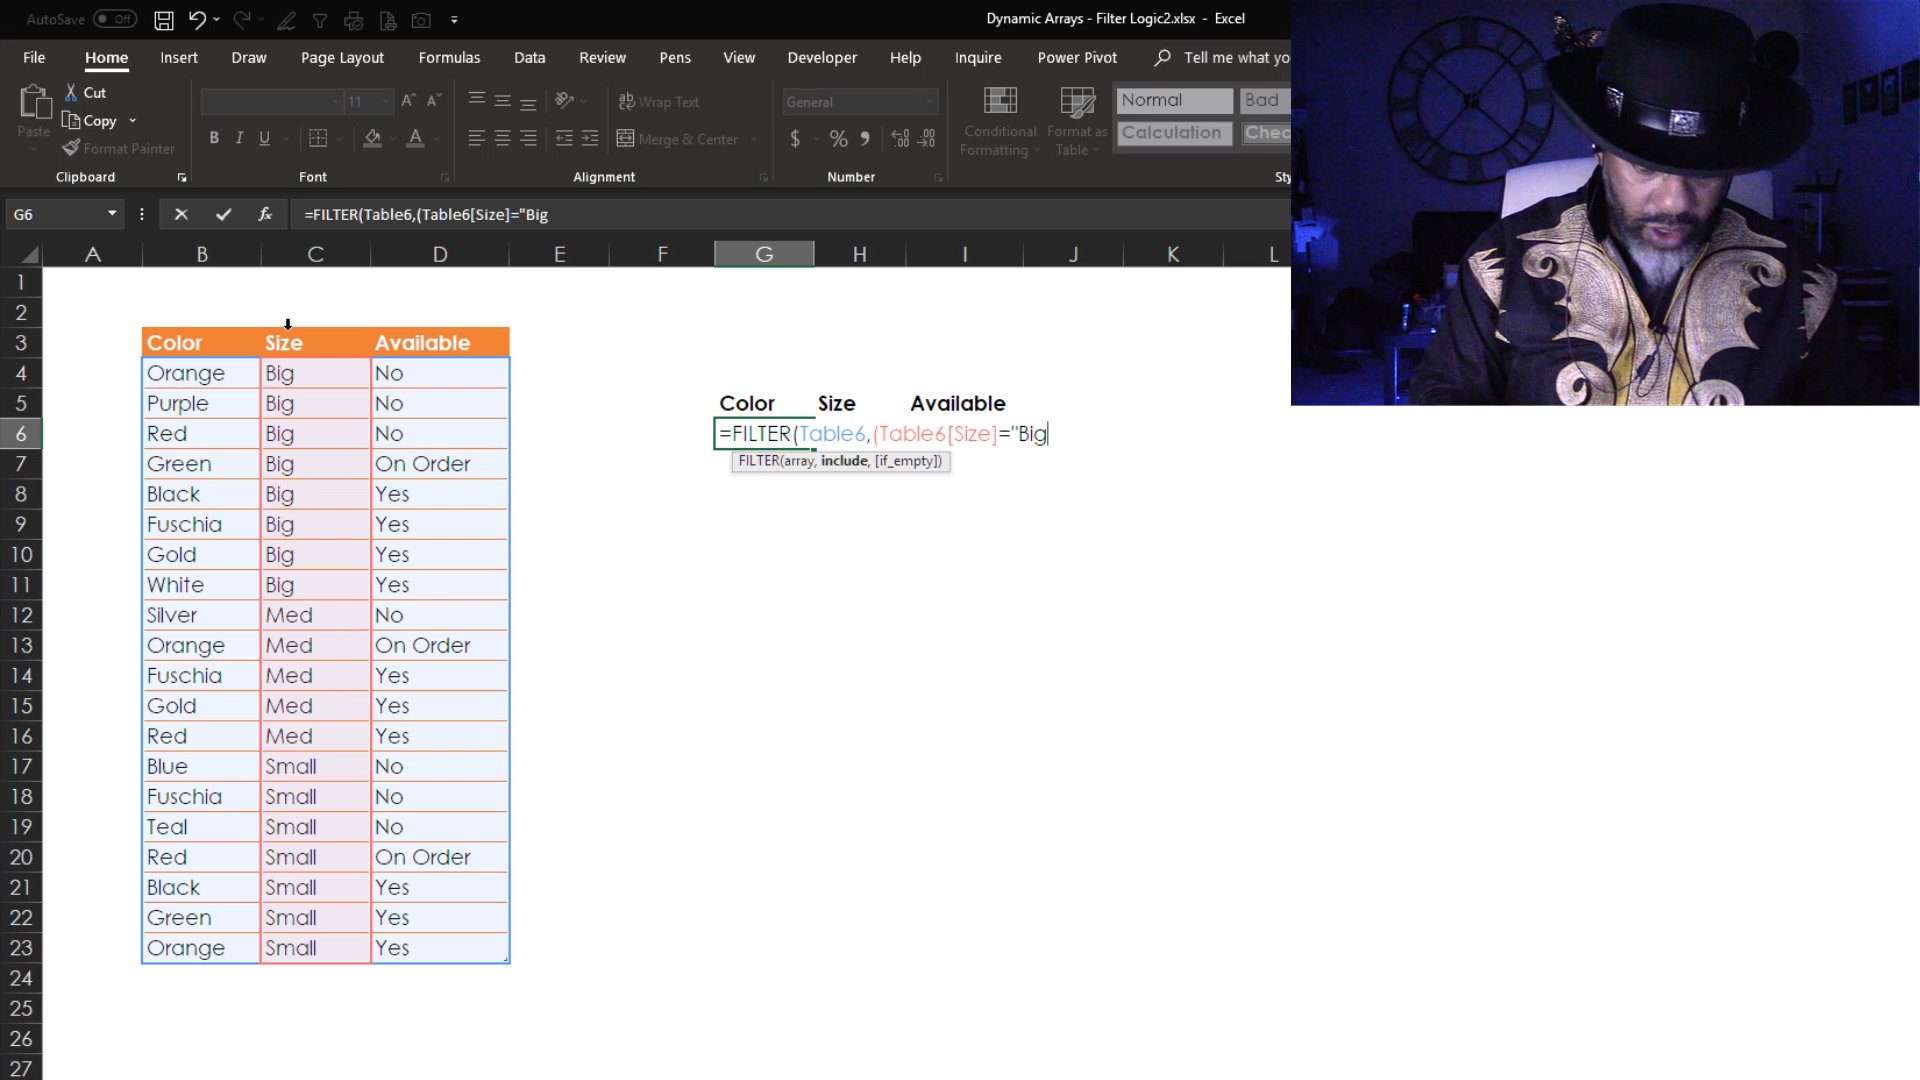 AutoSave Off
Dynamic Arrays - Filter Logic2.xlsx - Excel
File Home Insert Draw Page Layout Formulas Data Review Pens View Developer Help Inquire Power Pivot Tell me what yo
Paste
Cut
Copy
Format Painter
Clipboard
11
Font
Wrap Text
Merge & Center
Alignment
General
Number
Conditional Formatting
Format as Table
Normal Bad
Calculation Chec
Sty
G6 fx =FILTER(Table6,(Table6[Size]="Big
A B C D E F G H I J K L
1
2
3 Color Size Available
4 Orange Big No
5 Purple Big No Color Size Available
6 Red Big No =FILTER(Table6,(Table6[Size]="Big
7 Green Big On Order FILTER(array, include, [if_empty])
8 Black Big Yes
9 Fuschia Big Yes
10 Gold Big Yes
11 White Big Yes
12 Silver Med No
13 Orange Med On Order
14 Fuschia Med Yes
15 Gold Med Yes
16 Red Med Yes
17 Blue Small No
18 Fuschia Small No
19 Teal Small No
20 Red Small On Order
21 Black Small Yes
22 Green Small Yes
23 Orange Small Yes
24
25
26
27